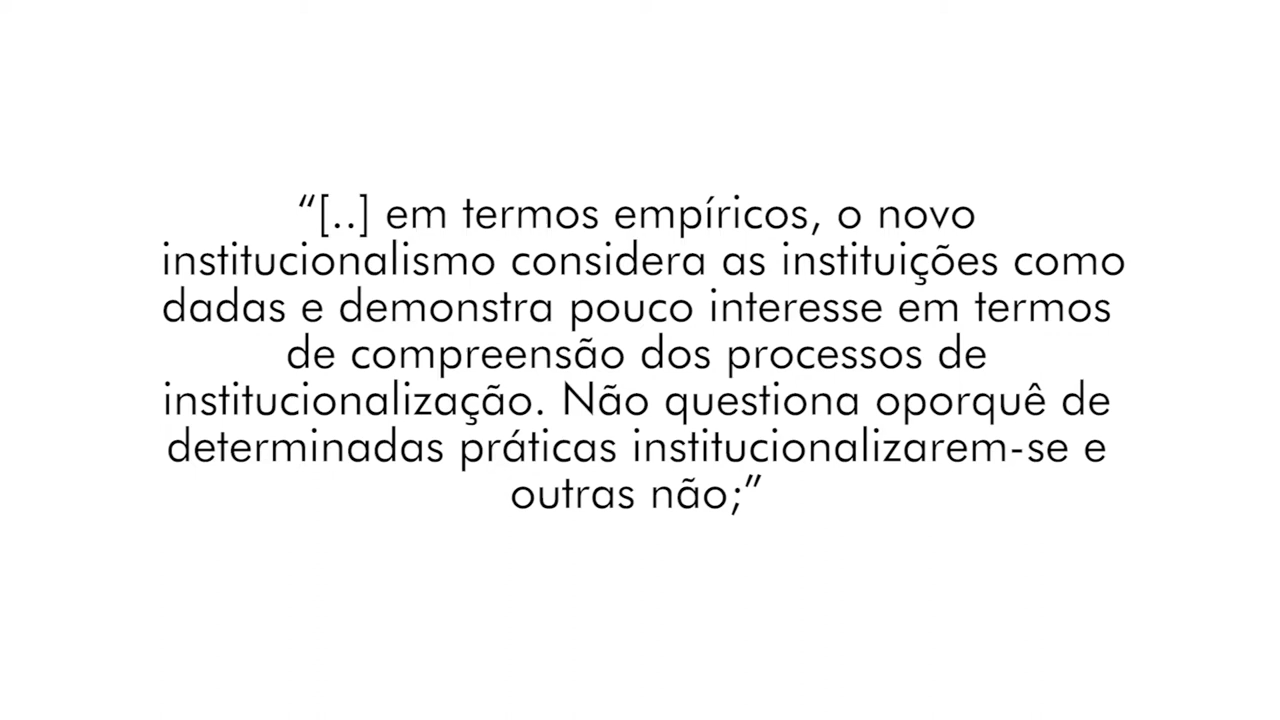 “[..] em termos empíricos, o novo
institucionalismo considera as instituições como
dadas e demonstra pouco interesse em termos
de compreensão dos processos de
institucionalização. Não questiona oporquê de
determinadas práticas institucionalizarem-se e
outras não;”